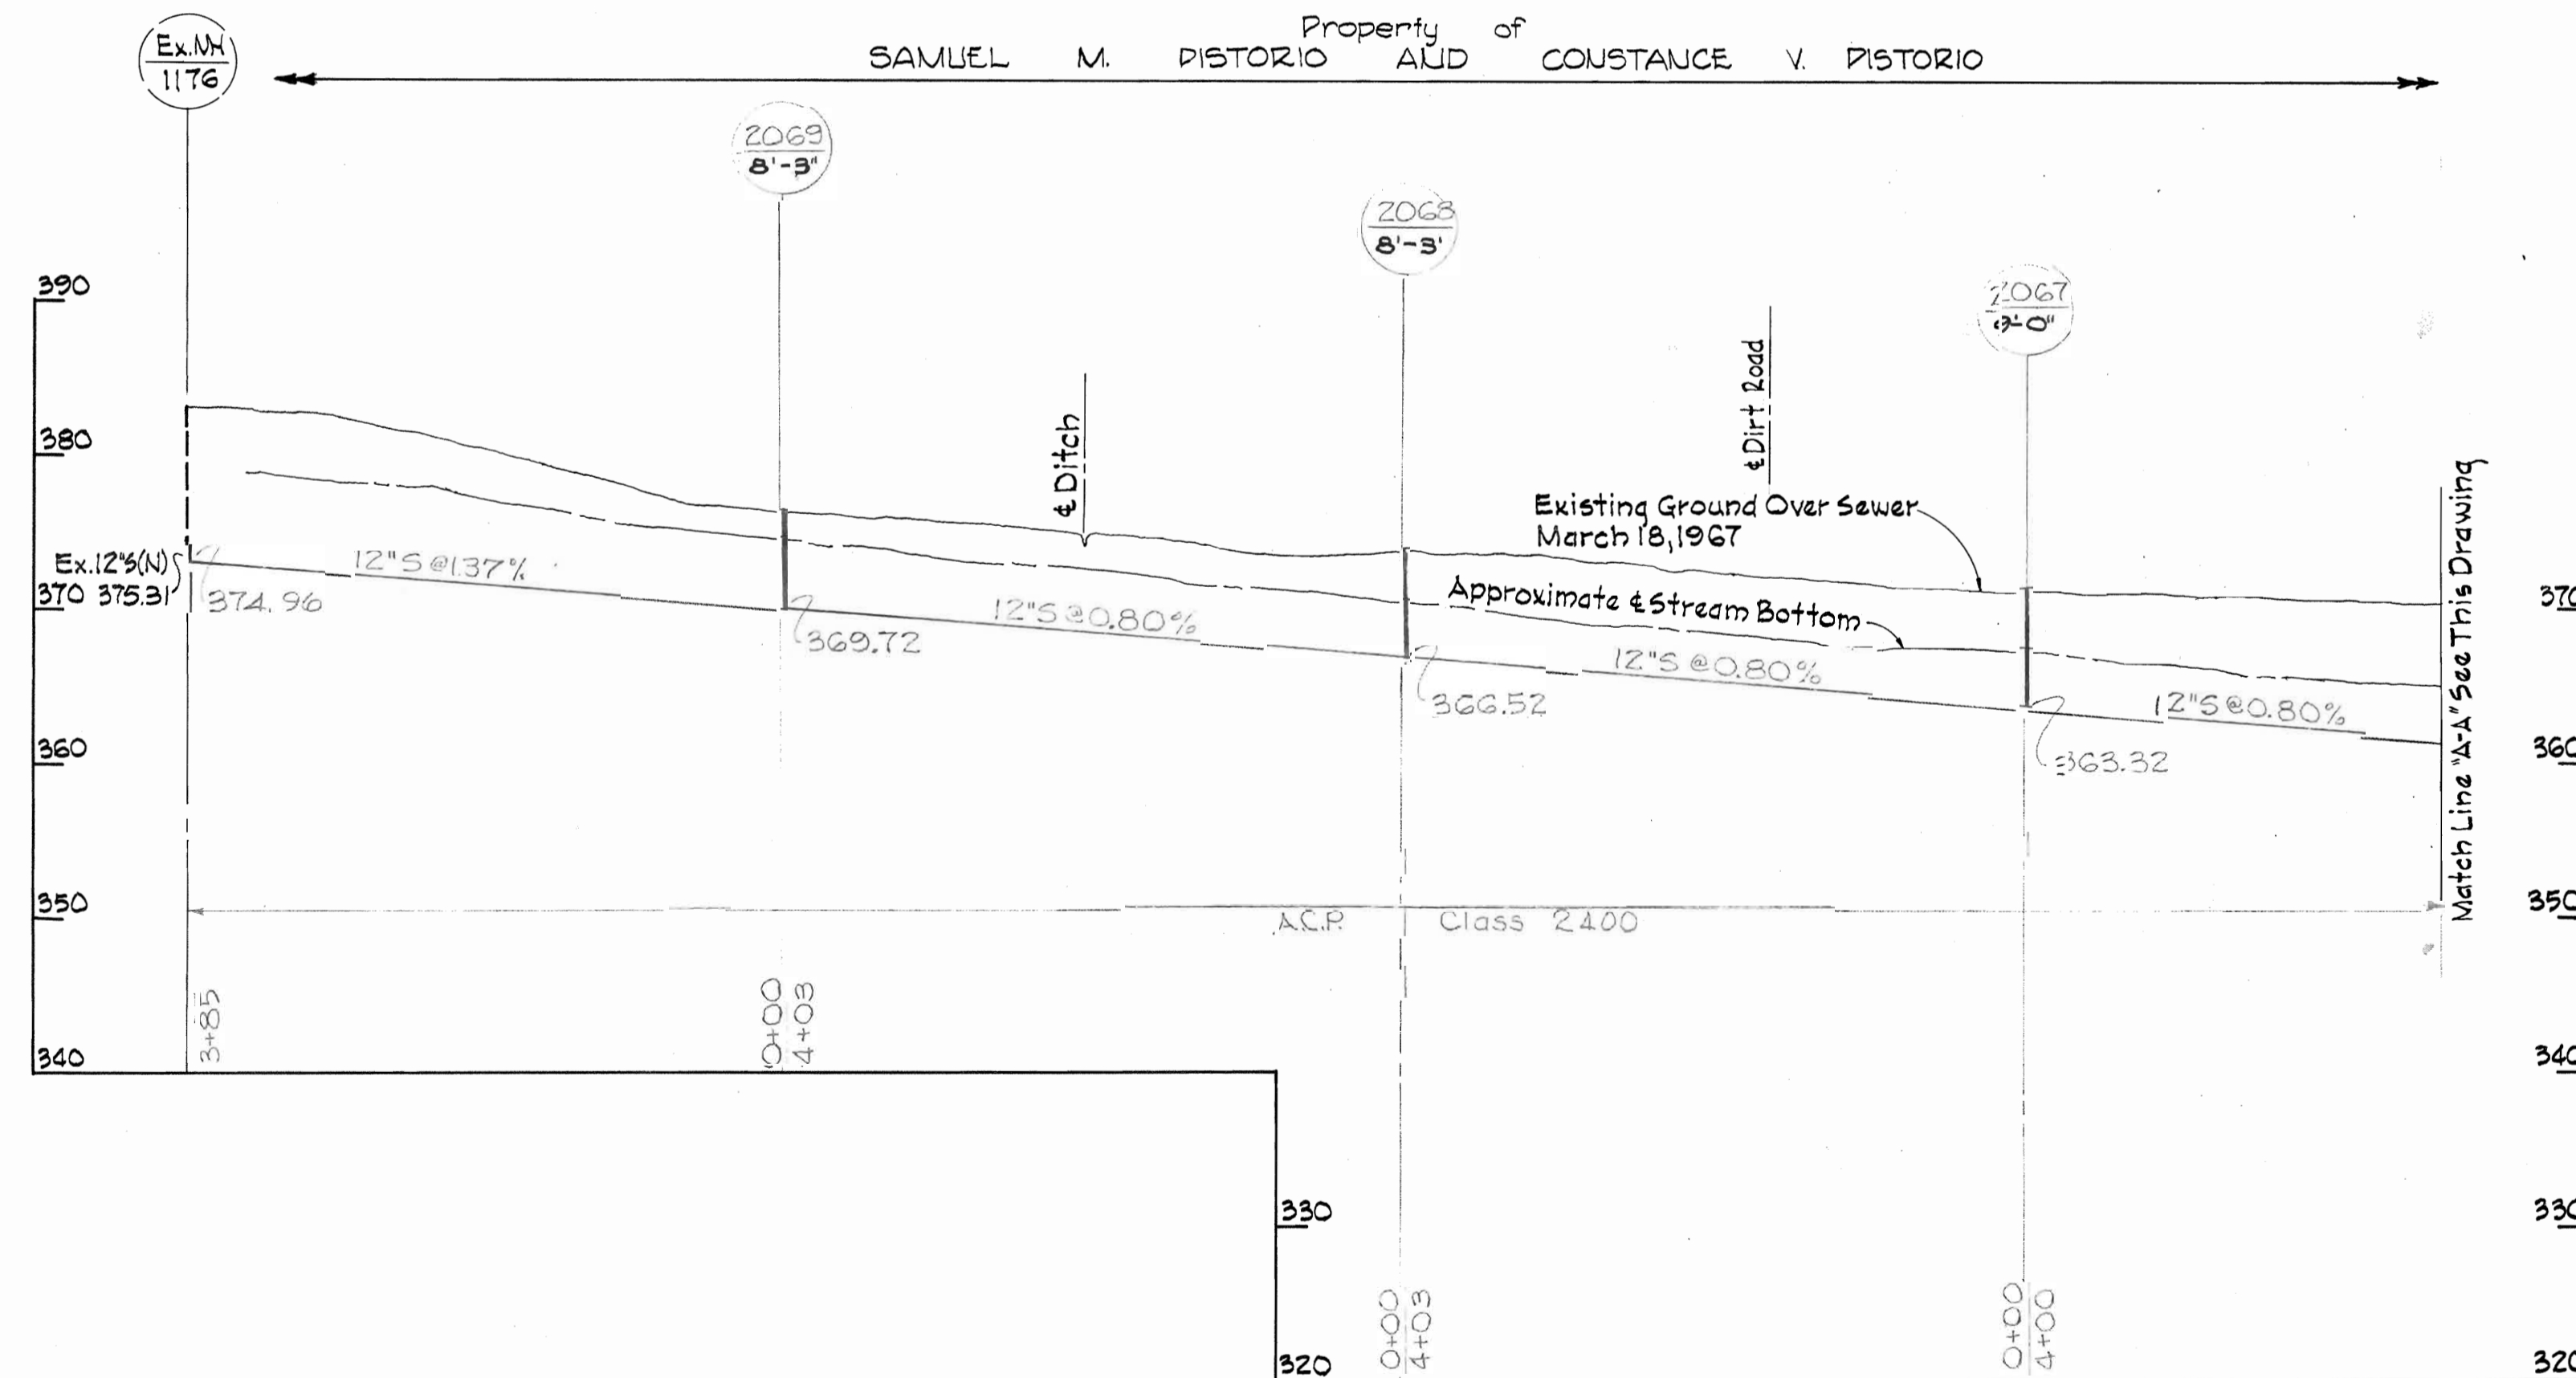 Property of
SAMUEL M. DISTORIO AND CONSTANCE V. DISTORIO
Ex.MH
1176
2069
8'-3"
2068
8'-3'
2067
390
380
370
360
350
340
℄ Ditch
℄ Dirt Road
Existing Ground Over Sewer
March 18, 1967
Approximate ℄ Stream Bottom
Ex.12"S(N)
375.31
374.96
12"S @1.37%
369.72
12"S @0.80%
366.52
12"S @0.80%
363.32
12"S @0.80%
Match Line "A-A" See This Drawing
A.C.P. Class 2400
3+85
0+00
4+03
0+00
4+03
0+00
4+00
330
320
370
360
350
340
330
320